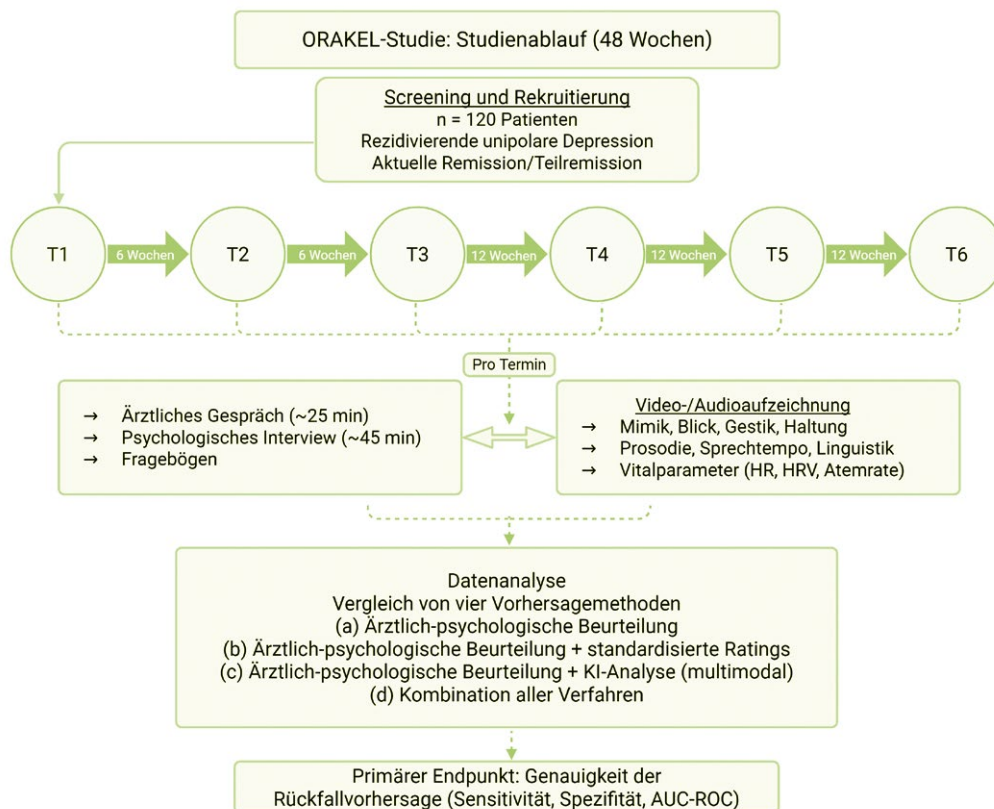 ORAKEL-Studie: Studienablauf (48 Wochen)
Screening und Rekrutierung
n = 120 Patienten
Rezidivierende unipolare Depression
Aktuelle Remission/Teilremission
T1
6 Wochen
T2
6 Wochen
T3
12 Wochen
T4
12 Wochen
T5
12 Wochen
T6
Pro Termin
→ Ärztliches Gespräch (~25 min)
→ Psychologisches Interview (~45 min)
→ Fragebögen
Video-/Audioaufzeichnung
→ Mimik, Blick, Gestik, Haltung
→ Prosodie, Sprechtempo, Linguistik
→ Vitalparameter (HR, HRV, Atemrate)
Datenanalyse
Vergleich von vier Vorhersagemethoden
(a) Ärztlich-psychologische Beurteilung
(b) Ärztlich-psychologische Beurteilung + standardisierte Ratings
(c) Ärztlich-psychologische Beurteilung + KI-Analyse (multimodal)
(d) Kombination aller Verfahren
Primärer Endpunkt: Genauigkeit der
Rückfallvorhersage (Sensitivität, Spezifität, AUC-ROC)